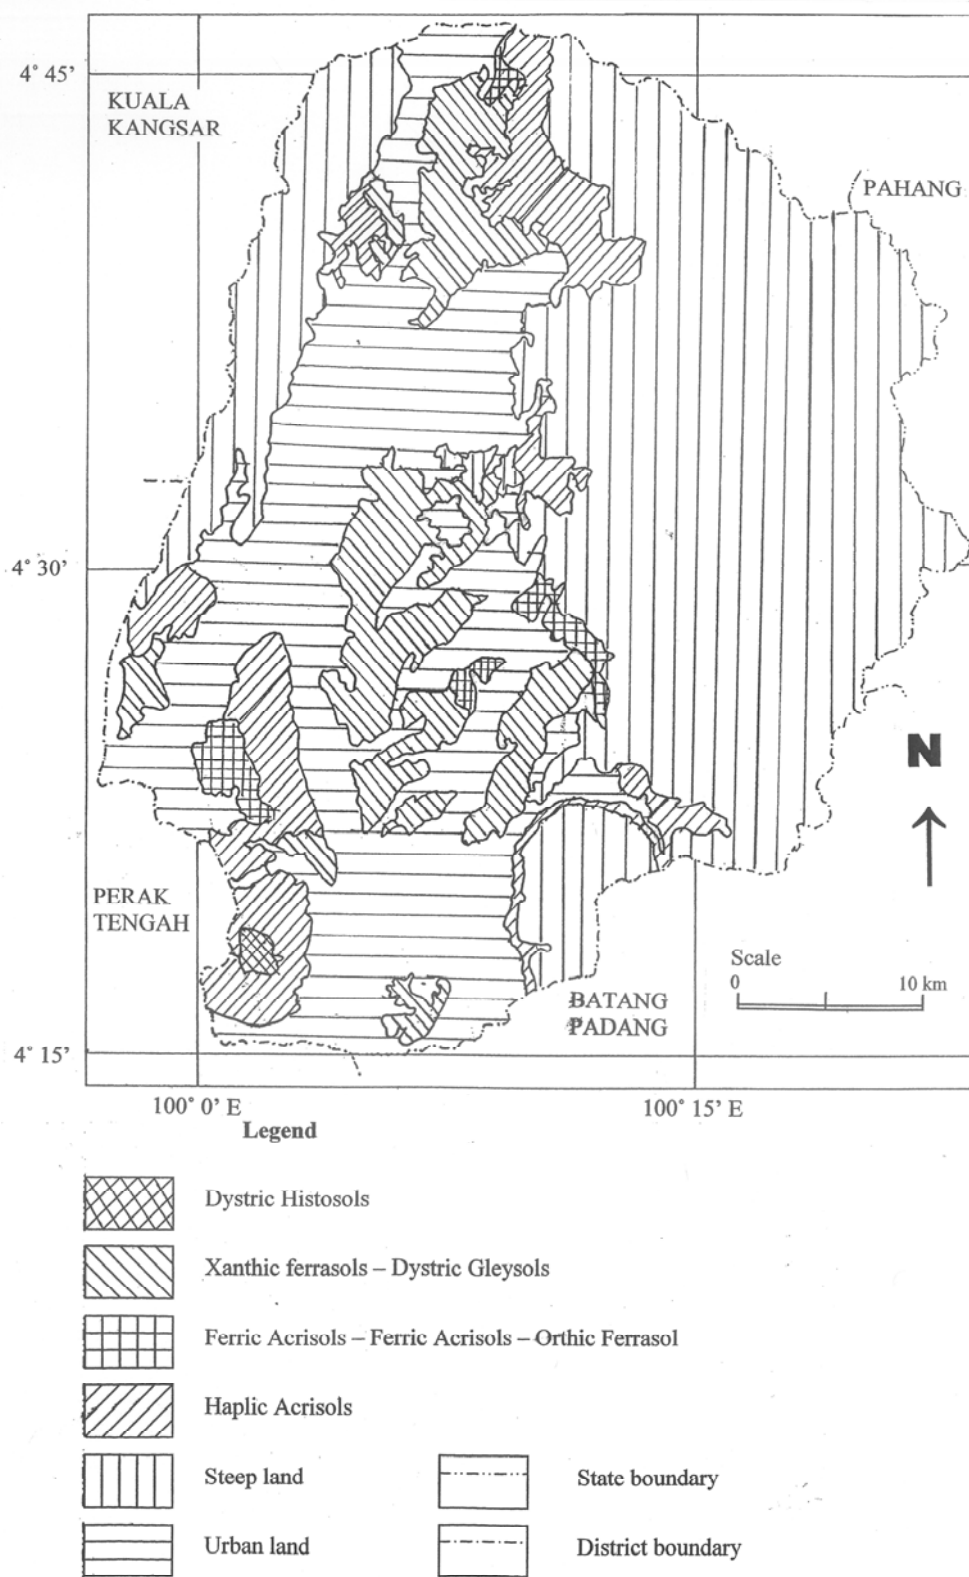 4° 45'
KUALA
KANGSAR
PAHANG
4° 30'
N
PERAK
TENGAH
Scale
0 10 km
BATANG
PADANG
4° 15'
100° 0' E
100° 15' E
Legend
Dystric Histosols
Xanthic ferrasols – Dystric Gleysols
Ferric Acrisols – Ferric Acrisols – Orthic Ferrasol
Haplic Acrisols
Steep land
State boundary
Urban land
District boundary